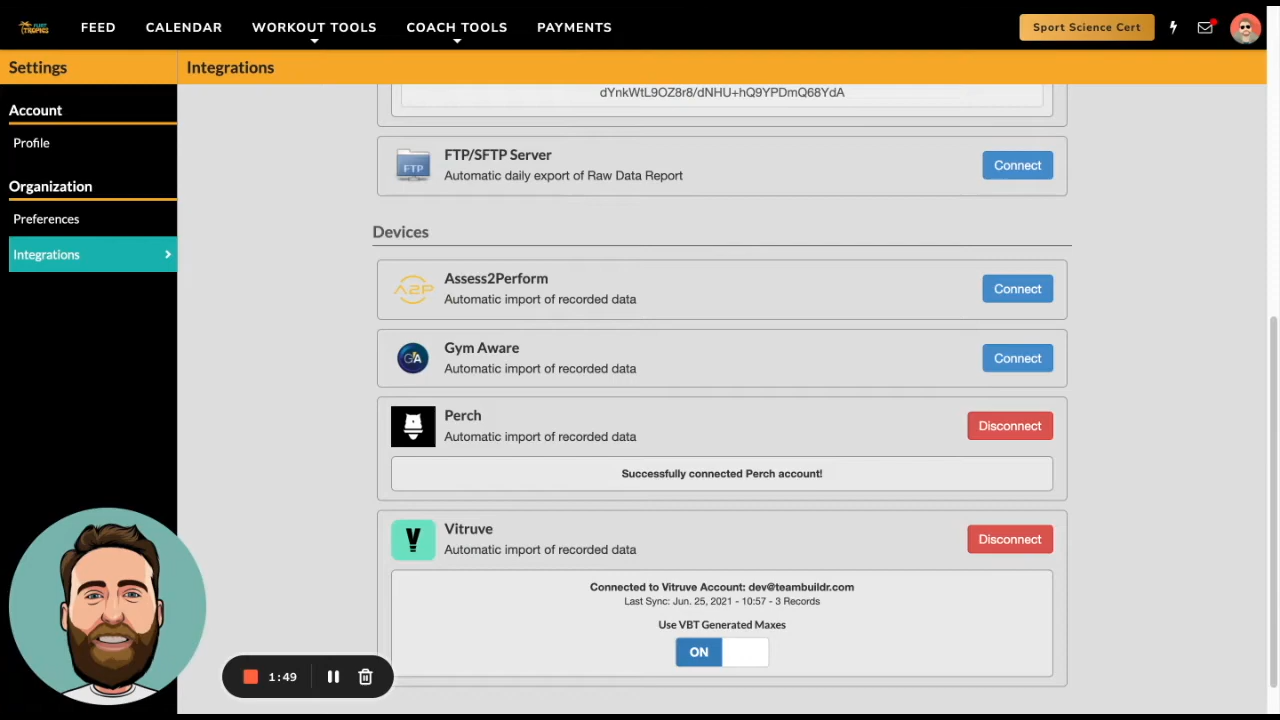 FEED
CALENDAR
WORKOUT TOOLS
COACH TOOLS
PAYMENTS
Sport Science Cert
Settings
Integrations
Account
Profile
Organization
Preferences
Integrations
dYnkWtL9OZ8r8/dNHU+hQ9YPDmQ68YdA
FTP
FTP/SFTP Server
Automatic daily export of Raw Data Report
Connect
Devices
A2P
Assess2Perform
Automatic import of recorded data
Connect
GA
Gym Aware
Automatic import of recorded data
Connect
Perch
Automatic import of recorded data
Disconnect
Successfully connected Perch account!
Vitruve
Automatic import of recorded data
Disconnect
Connected to Vitruve Account: dev@teambuildr.com
Last Sync: Jun. 25, 2021 - 10:57 - 3 Records
Use VBT Generated Maxes
ON
1:49